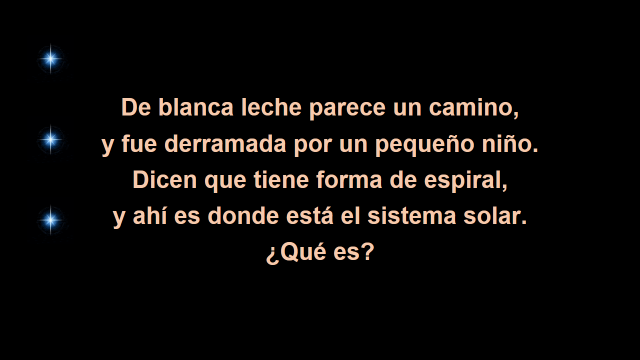 De blanca leche parece un camino,
y fue derramada por un pequeño niño.
Dicen que tiene forma de espiral,
y ahí es donde está el sistema solar.
¿Qué es?